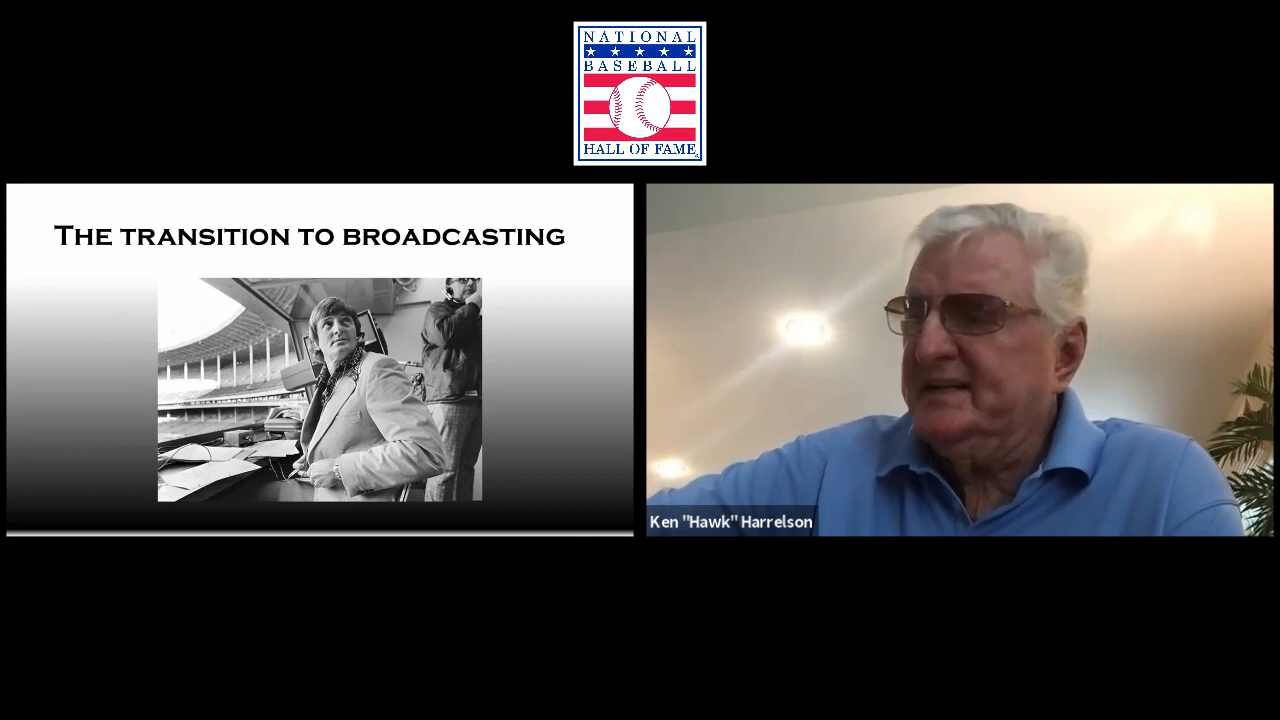 NATIONAL
BASEBALL
HALL OF FAME
THE TRANSITION TO BROADCASTING
Ken "Hawk" Harrelson